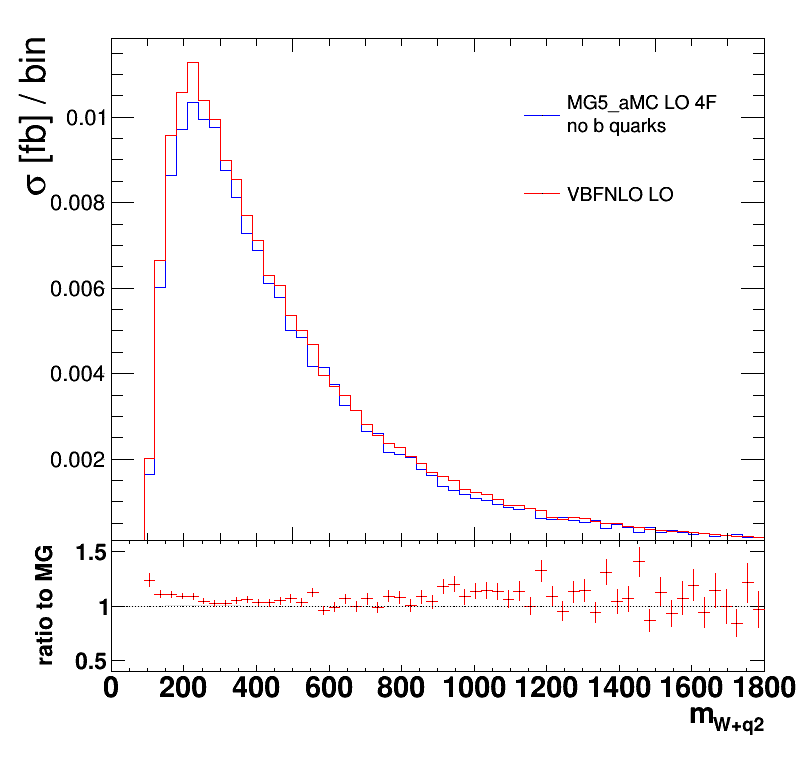 σ [fb] / bin
0.01
0.008
0.006
0.004
0.002
MG5_aMC LO 4F
no b quarks
VBFNLO LO
ratio to MG
1.5
1
0.5
0 200 400 600 800 1000 1200 1400 1600 1800
m_{W+q2}